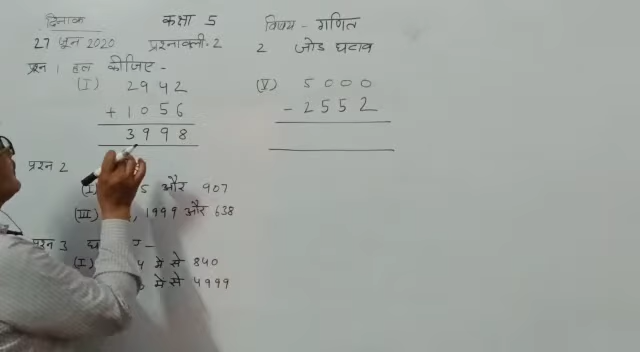 दिनांक कक्षा 5 विषय - गणित
27 जून 2020 प्रश्नावली. 2 2 जोड घटाव
प्रश्न 1 हल कीजिए -
(I) 2942 (V) 5000
+ 1056 - 2552
3998
प्रश्न 2
(I) 5 और 907
(III) , 1999 और 638
प्रश्न 3
(I) 4 में से 840
में से 4999